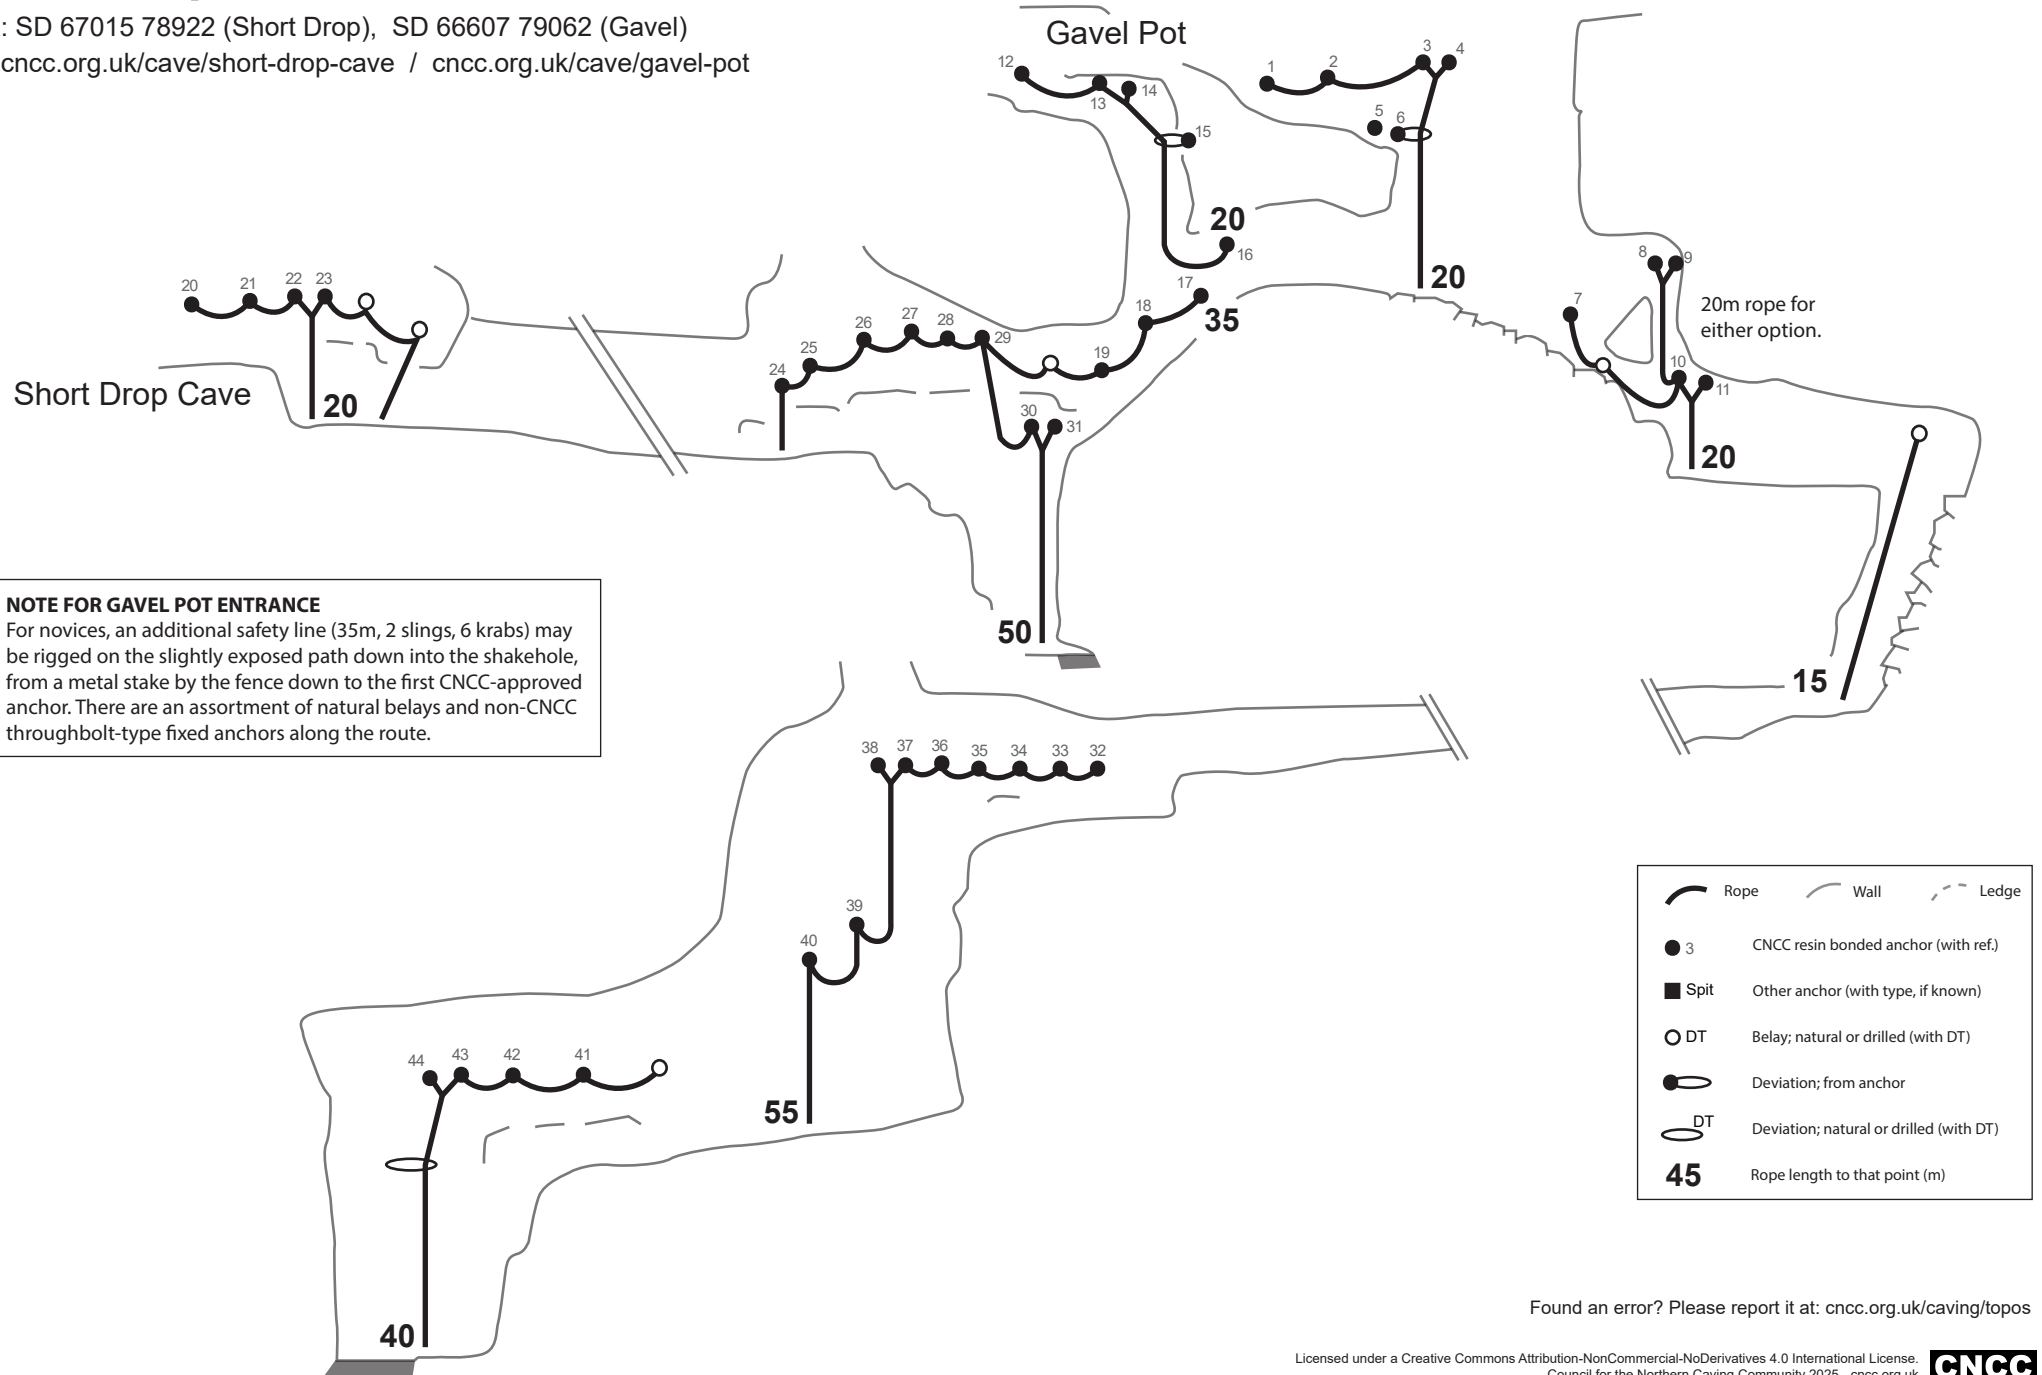 : SD 67015 78922 (Short Drop), SD 66607 79062 (Gavel)
cncc.org.uk/cave/short-drop-cave / cncc.org.uk/cave/gavel-pot
Gavel Pot
12
13
14
15
1
2
3
4
5
6
20
16
20
17
18
35
8
9
7
20m rope for
either option.
10
11
20
15
20
21
22
23
Short Drop Cave
20
24
25
26
27
28
29
19
30
31
50
NOTE FOR GAVEL POT ENTRANCE
For novices, an additional safety line (35m, 2 slings, 6 krabs) may
be rigged on the slightly exposed path down into the shakehole,
from a metal stake by the fence down to the first CNCC-approved
anchor. There are an assortment of natural belays and non-CNCC
throughbolt-type fixed anchors along the route.
38
37
36
35
34
33
32
39
40
55
44
43
42
41
40
Rope
Wall
Ledge
3
CNCC resin bonded anchor (with ref.)
Spit
Other anchor (with type, if known)
DT
Belay; natural or drilled (with DT)
Deviation; from anchor
DT
Deviation; natural or drilled (with DT)
45
Rope length to that point (m)
Found an error? Please report it at: cncc.org.uk/caving/topos
Licensed under a Creative Commons Attribution-NonCommercial-NoDerivatives 4.0 International License.
Council for the Northern Caving Community 2025 cncc.org.uk
CNCC